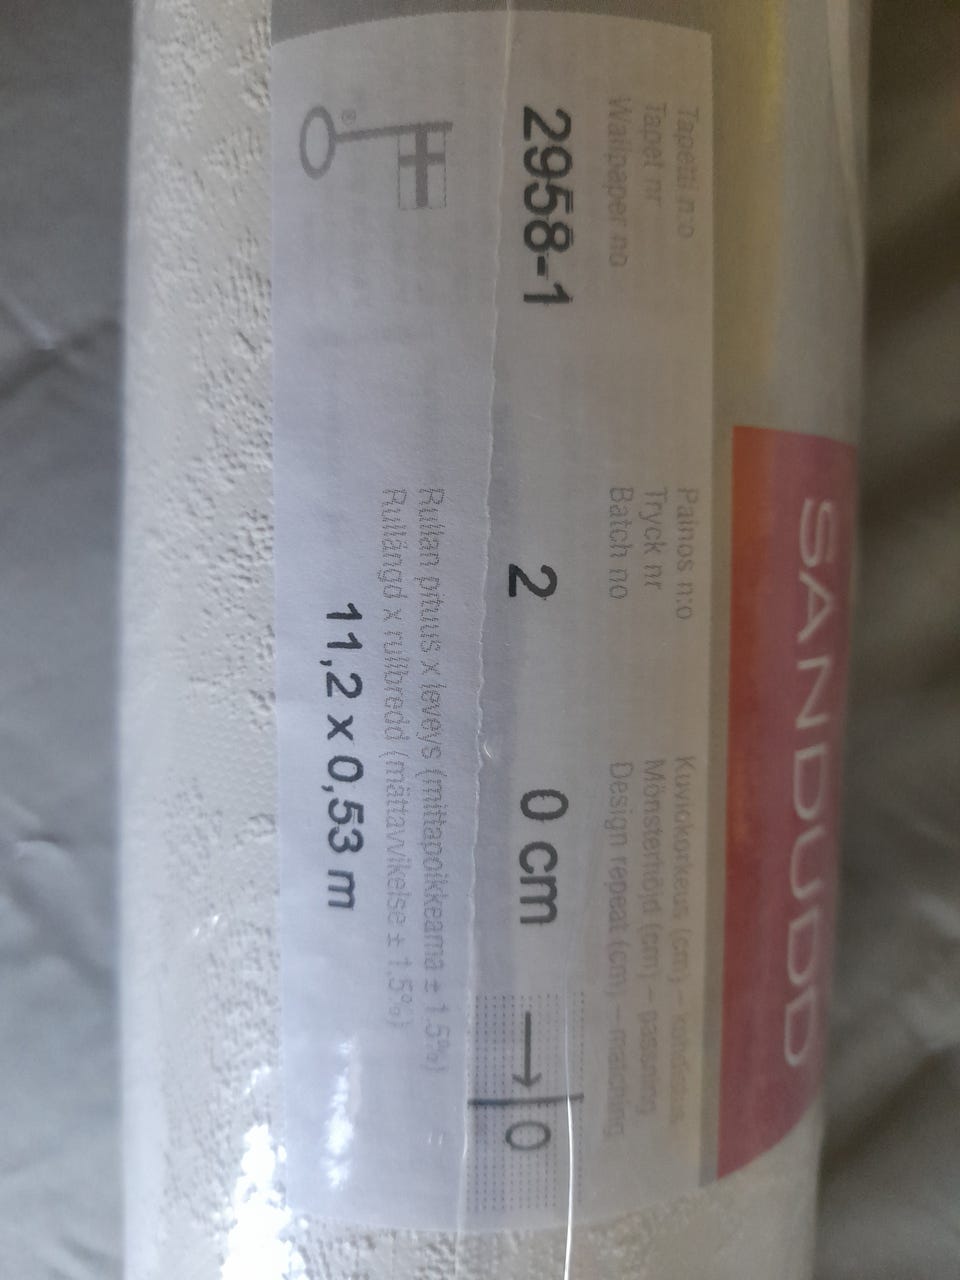 SANDUDD
Tapetti n:o
Tapet nr
Wallpaper no
2958-1
Painos n:o
Tryck nr
Batch no
2
Kuviokorkeus (cm) – kohdistus
Mönsterhöjd (cm) – passning
Design repeat (cm) – matching
0 cm
→|0
Rullan pituus x leveys (mittapoikkeama ± 1,5%)
Rullängd x rullbredd (måttavvikelse ± 1,5%)
11,2 x 0,53 m